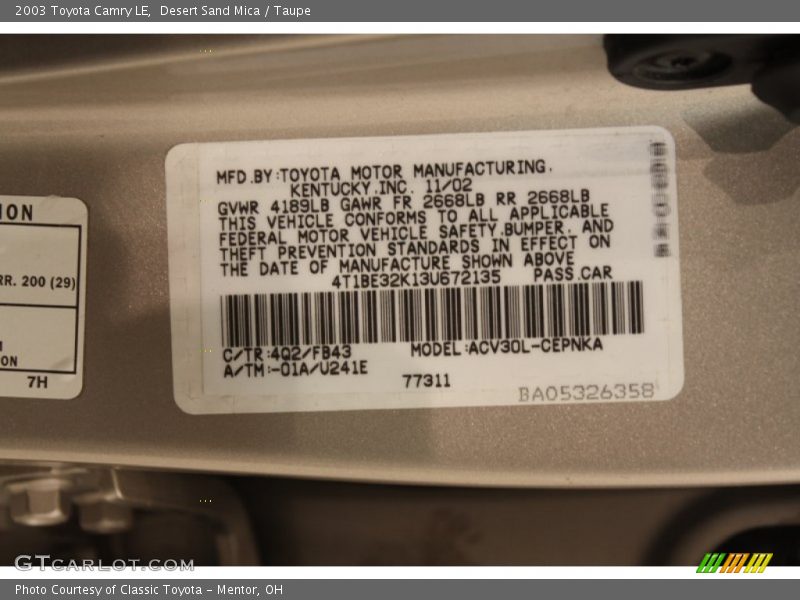 2003 Toyota Camry LE, Desert Sand Mica / Taupe
MFD.BY:TOYOTA MOTOR MANUFACTURING,
KENTUCKY,INC. 11/02
GVWR 4189LB GAWR FR 2668LB RR 2668LB
THIS VEHICLE CONFORMS TO ALL APPLICABLE
FEDERAL MOTOR VEHICLE SAFETY,BUMPER, AND
THEFT PREVENTION STANDARDS IN EFFECT ON
THE DATE OF MANUFACTURE SHOWN ABOVE
4T1BE32K13U672135 PASS.CAR
C/TR:4Q2/FB43 MODEL:ACV30L-CEPNKA
A/TM:-01A/U241E
77311
BA05326358
ION
RR. 200 (29)
ON
7H
GTCARLOT.COM
Photo Courtesy of Classic Toyota - Mentor, OH